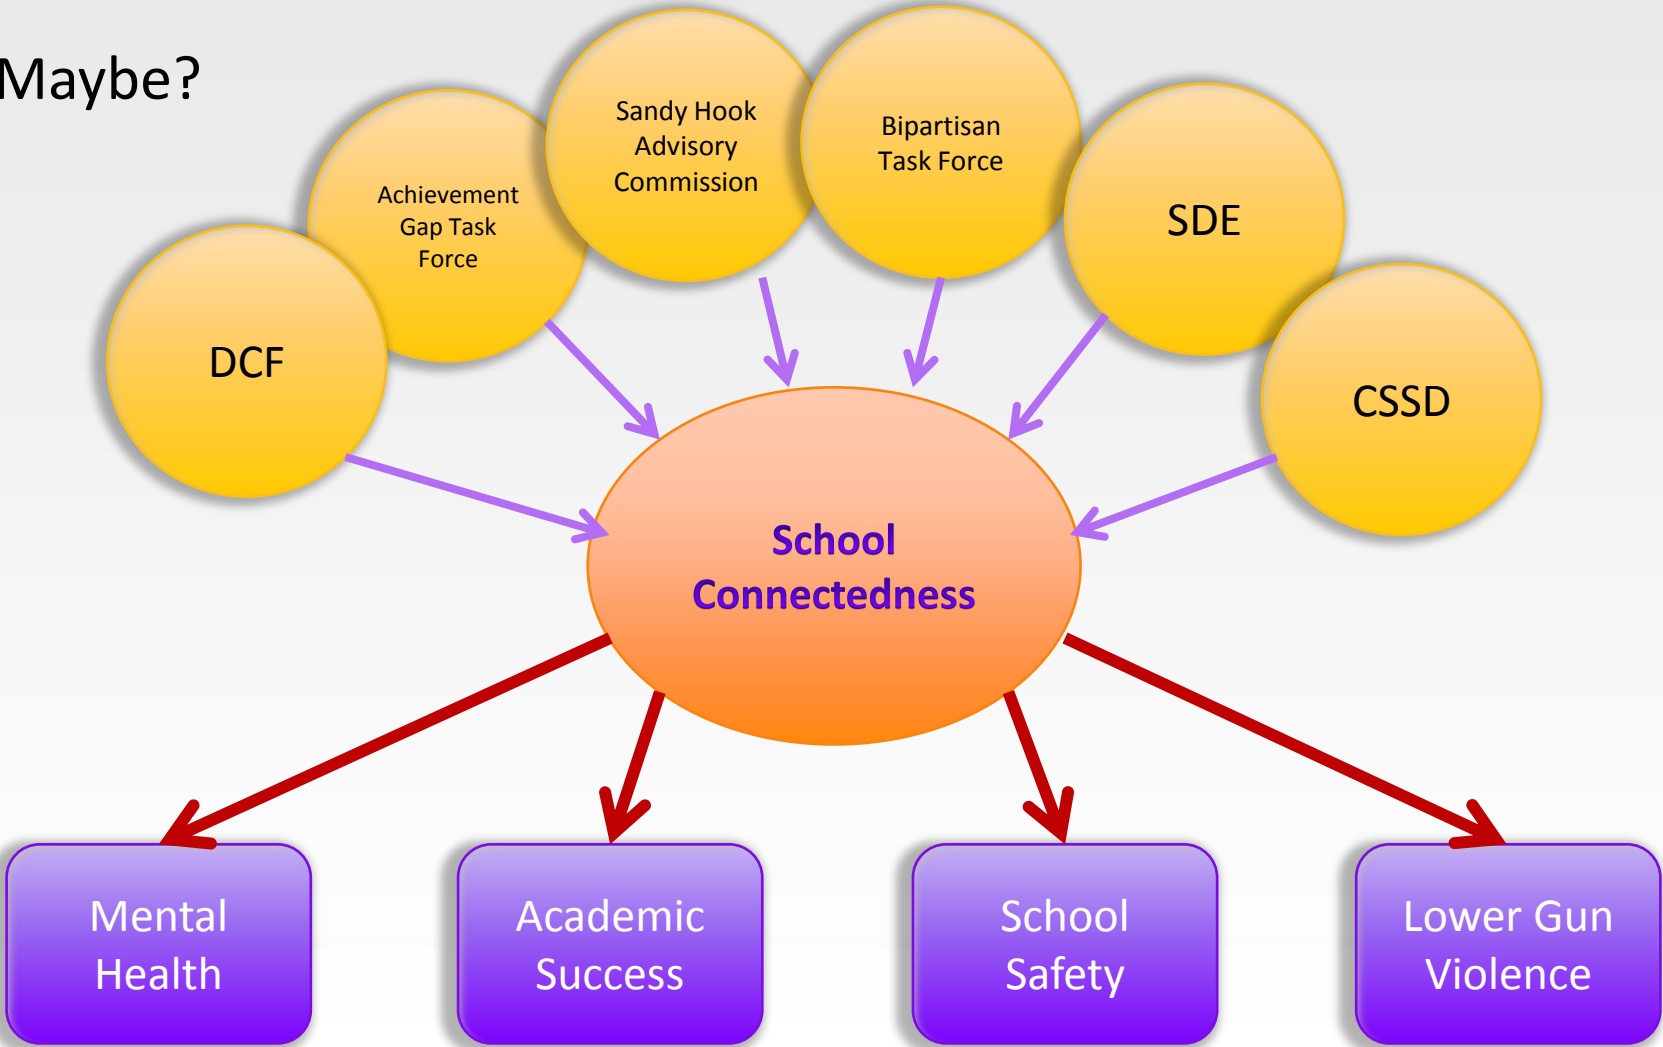 Maybe?
Sandy Hook
Advisory
Commission
Bipartisan
Task Force
Achievement
Gap Task
Force
SDE
DCF
CSSD
School
Connectedness
Mental
Health
Academic
Success
School
Safety
Lower Gun
Violence